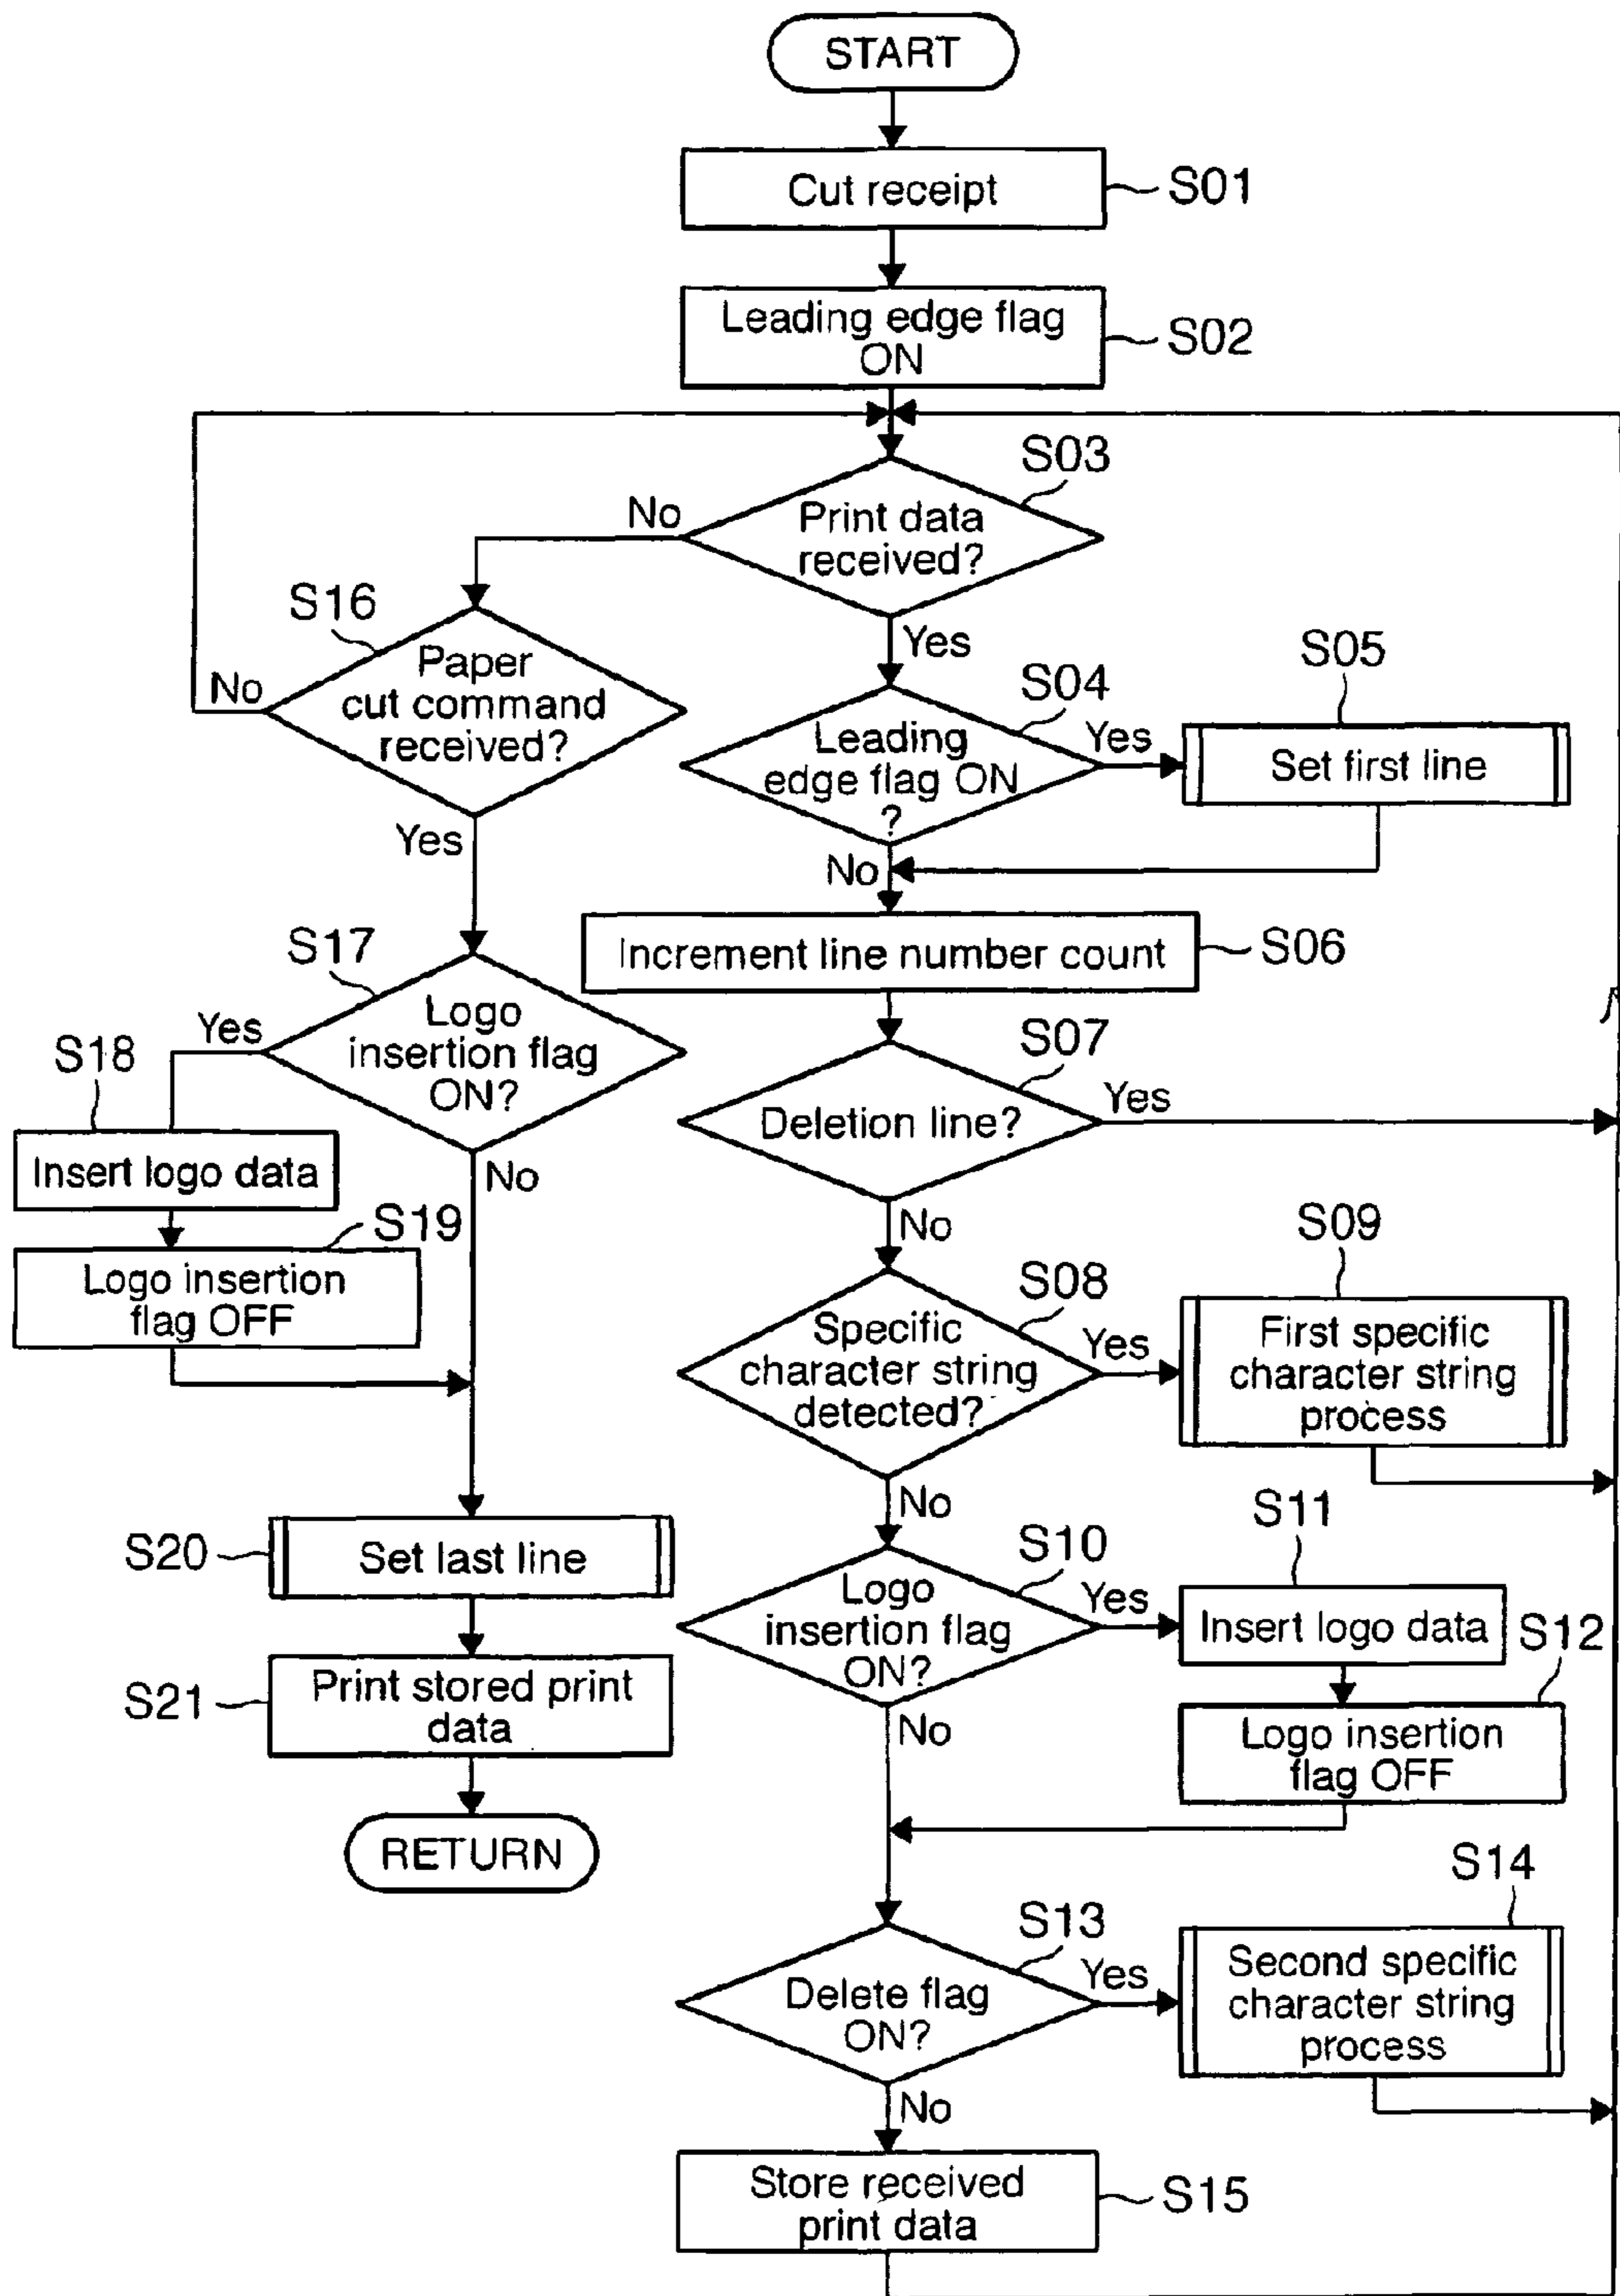 START
Cut receipt
S01
Leading edge flag
ON
S02
S03
Print data
received?
No
Yes
S16
Paper
cut command
received?
No
Yes
S04
Leading
edge flag ON
?
Yes
No
S05
Set first line
Increment line number count
S06
S17
Logo
insertion flag
ON?
Yes
No
S18
Insert logo data
S19
Logo insertion
flag OFF
S07
Deletion line?
Yes
No
S08
Specific
character string
detected?
Yes
No
S09
First specific
character string
process
S10
Logo
insertion flag
ON?
Yes
No
S11
Insert logo data
S12
Logo insertion
flag OFF
S20
Set last line
S21
Print stored print
data
RETURN
S13
Delete flag
ON?
Yes
No
S14
Second specific
character string
process
Store received
print data
S15